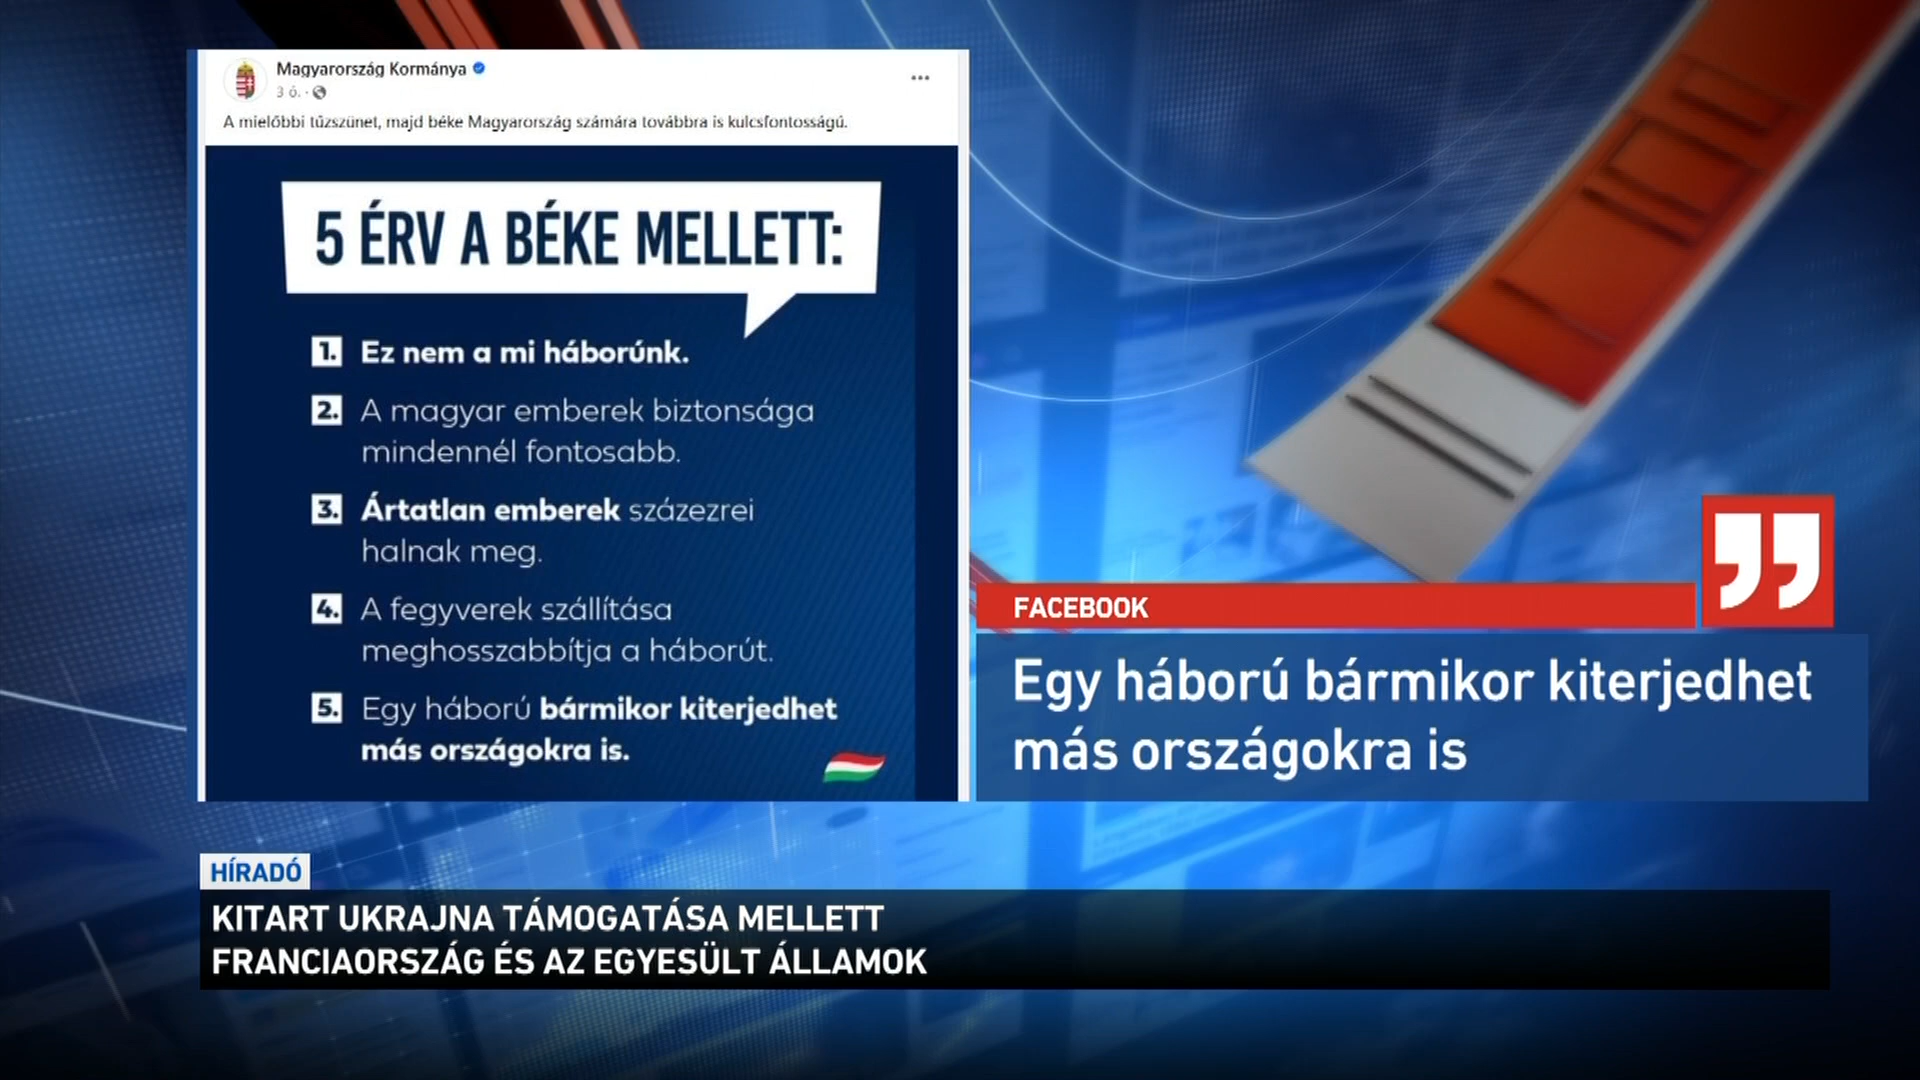 Magyarország Kormánya
3 ó. ·
A mielőbbi tűzszünet, majd béke Magyarország számára továbbra is kulcsfontosságú.
5 ÉRV A BÉKE MELLETT:
1. Ez nem a mi háborúnk.
2. A magyar emberek biztonsága
mindennél fontosabb.
3. Ártatlan emberek százezrei
halnak meg.
4. A fegyverek szállítása
meghosszabbítja a háborút.
5. Egy háború bármikor kiterjedhet
más országokra is.
FACEBOOK
Egy háború bármikor kiterjedhet
más országokra is
HÍRADÓ
KITART UKRAJNA TÁMOGATÁSA MELLETT
FRANCIAORSZÁG ÉS AZ EGYESÜLT ÁLLAMOK